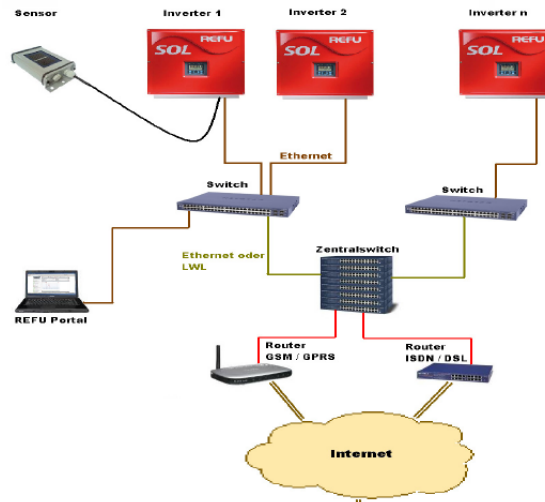 Sensor
Inverter 1
Inverter 2
Inverter n
REFU
SOL
REFU
SOL
REFU
SOL
Ethernet
Switch
Switch
Ethernet oder
LWL
Zentralswitch
REFU Portal
Router
GSM / GPRS
Router
ISDN / DSL
Internet